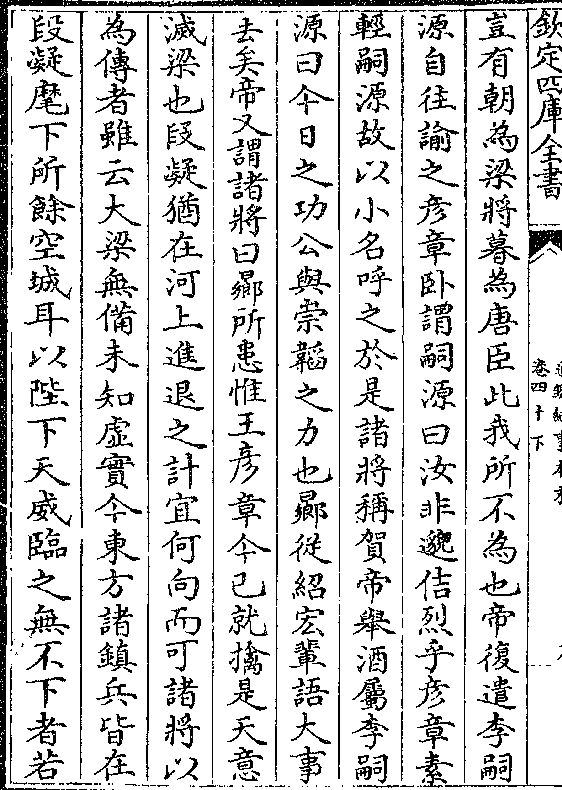 欽定四庫全書
卷四十下
豈有朝為梁將暮為唐臣此我所不為也帝復遣李嗣
源自往諭之彦章卧謂嗣源曰汝非邈佶烈乎彦章素
輕嗣源故以小名呼之於是諸將稱賀帝舉酒屬李嗣
源曰今日之功公與崇韜之力也曏從紹宏輩語大事
去矣帝又謂諸將曰曏所患惟王彦章今已就擒是天意
滅梁也段凝猶在河上進退之計宜何向而可諸將以
為傳者雖云大梁無備未知虛實今東方諸鎮兵皆在
段凝麾下所餘空城耳以陛下天威臨之無不下者若